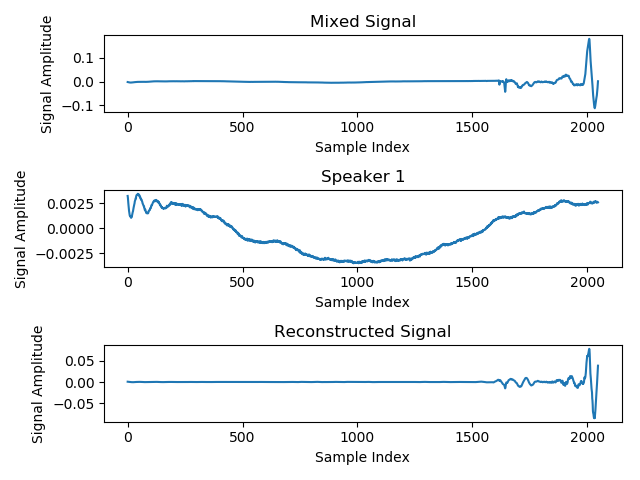 Mixed Signal
Signal Amplitude
0.1
0.0
−0.1
0 500 1000 1500 2000
Sample Index
Speaker 1
Signal Amplitude
0.0025
0.0000
−0.0025
0 500 1000 1500 2000
Sample Index
Reconstructed Signal
Signal Amplitude
0.05
0.00
−0.05
0 500 1000 1500 2000
Sample Index